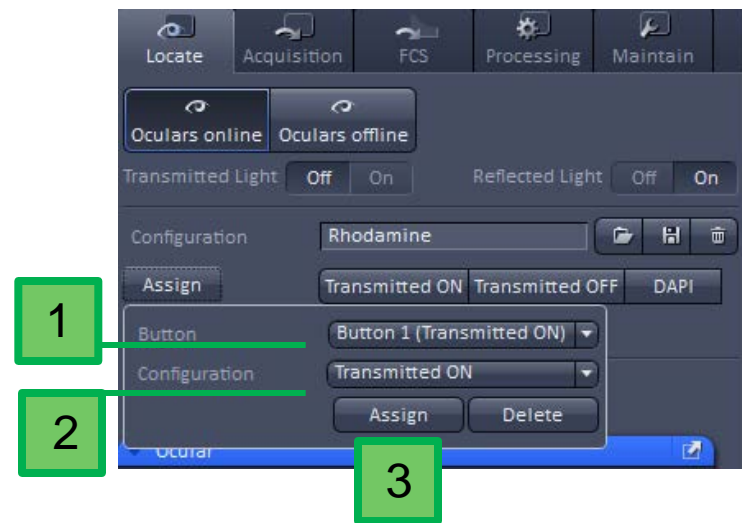 Locate Acquisition FCS Processing Maintain
Oculars online Oculars offline
Transmitted Light Off On Reflected Light Off On
Configuration Rhodamine
Assign Transmitted ON Transmitted OFF DAPI
1
Button Button 1 (Transmitted ON)
Configuration Transmitted ON
2
Assign Delete
Ocular
3